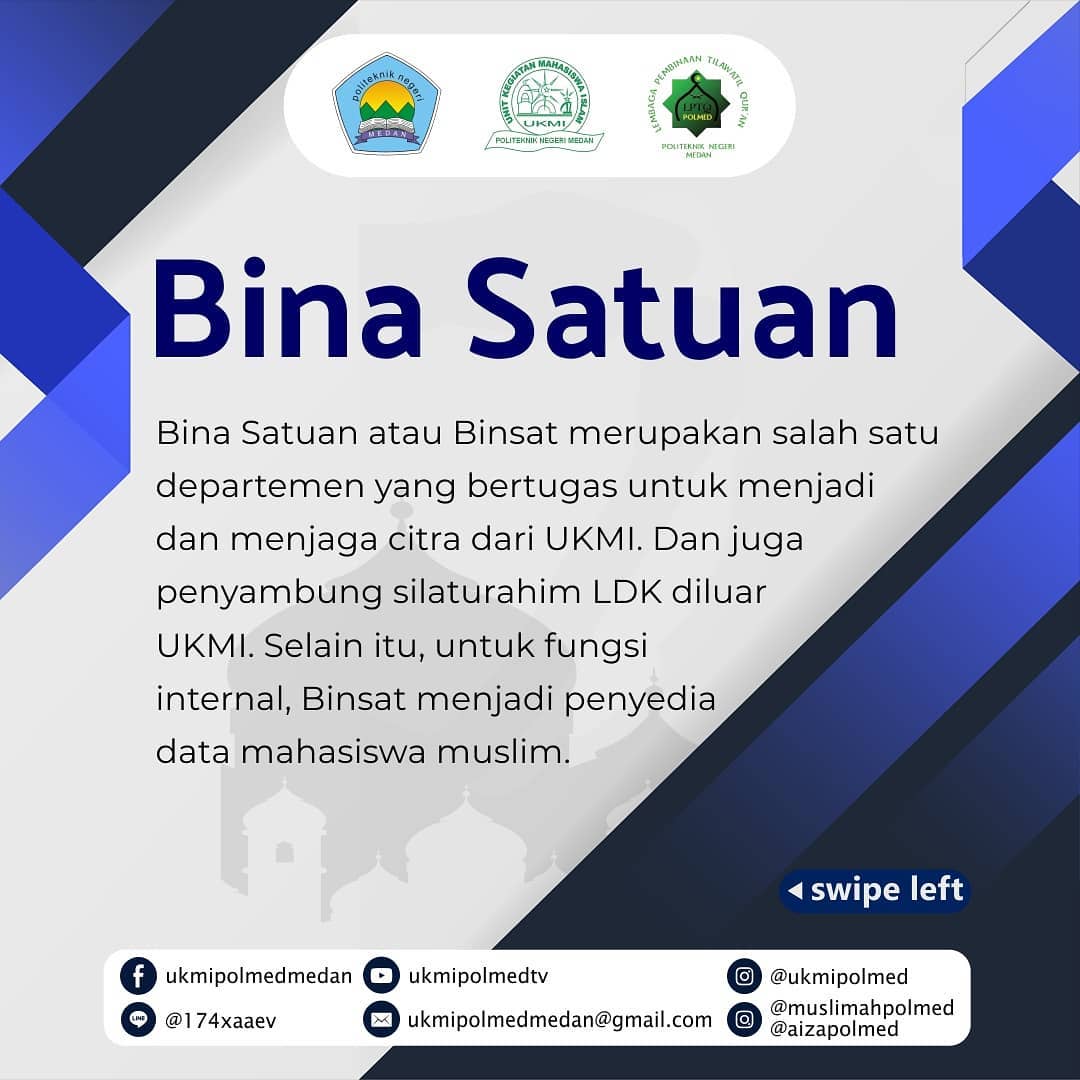 politeknik negeri
MEDAN
UNIT KEGIATAN MAHASISWA ISLAM
UKMI
POLITEKNIK NEGERI MEDAN
LEMBAGA PEMBINAAN TILAWATIL QUR'AN
LPTQ
POLMED
POLITEKNIK NEGERI
MEDAN
Bina Satuan
Bina Satuan atau Binsat merupakan salah satu
departemen yang bertugas untuk menjadi
dan menjaga citra dari UKMI. Dan juga
penyambung silaturahim LDK diluar
UKMI. Selain itu, untuk fungsi
internal, Binsat menjadi penyedia
data mahasiswa muslim.
swipe left
ukmipolmedmedan
ukmipolmedtv
@ukmipolmed
LINE
@174xaaev
ukmipolmedmedan@gmail.com
@muslimahpolmed
@aizapolmed